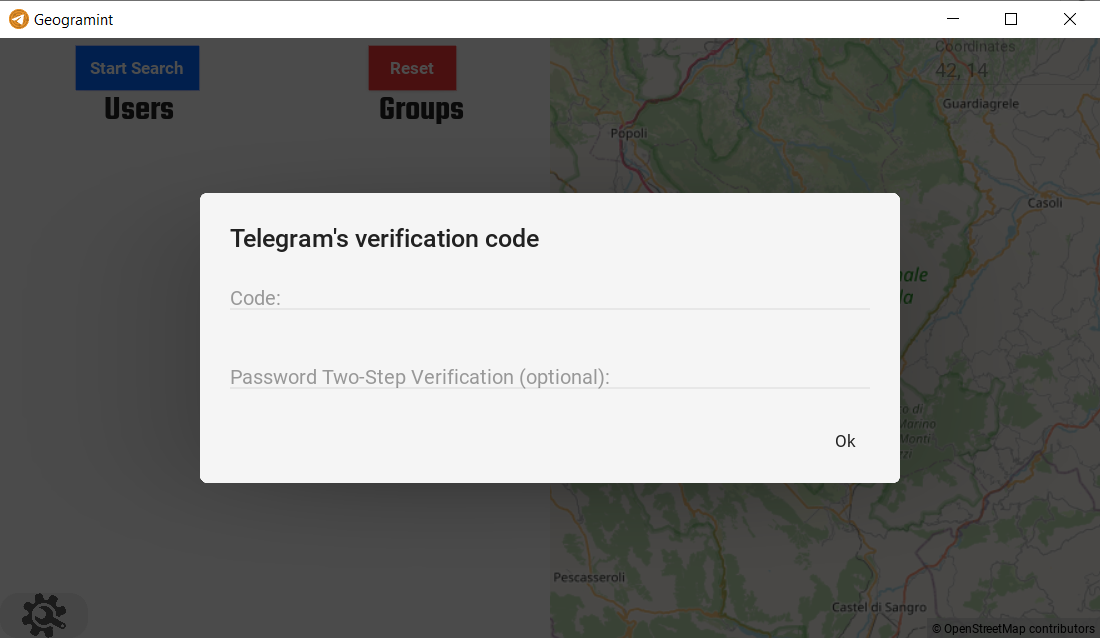 Geogramint
Start Search
Reset
Users
Groups
Coordinates
42, 14
Guardiagrele
Popoli
Casoli
Telegram's verification code
Code:
Password Two-Step Verification (optional):
Ok
Pescasseroli
Castel di Sangro
© OpenStreetMap contributors